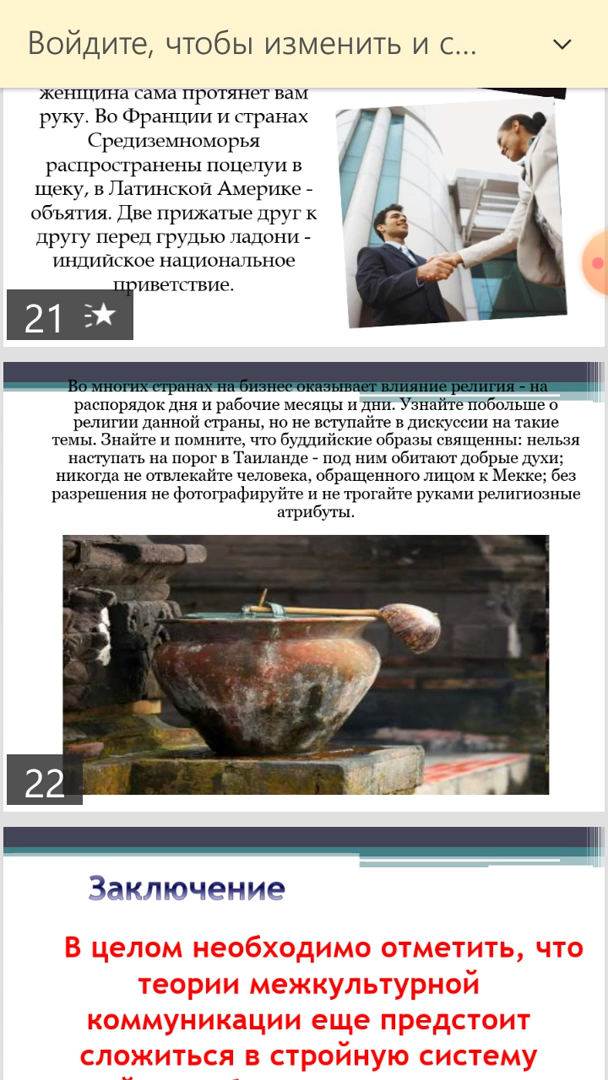 Войдите, чтобы изменить и с...
женщина сама протянет вам
руку. Во Франции и странах
Средиземноморья
распространены поцелуи в
щеку, в Латинской Америке -
объятия. Две прижатые друг к
другу перед грудью ладони -
индийское национальное
приветствие.
21
Во многих странах на бизнес оказывает влияние религия - на
распорядок дня и рабочие месяцы и дни. Узнайте побольше о
религии данной страны, но не вступайте в дискуссии на такие
темы. Знайте и помните, что буддийские образы священны: нельзя
наступать на порог в Таиланде - под ним обитают добрые духи;
никогда не отвлекайте человека, обращенного лицом к Мекке; без
разрешения не фотографируйте и не трогайте руками религиозные
атрибуты.
22
Заключение
В целом необходимо отметить, что
теории межкультурной
коммуникации еще предстоит
сложиться в стройную систему